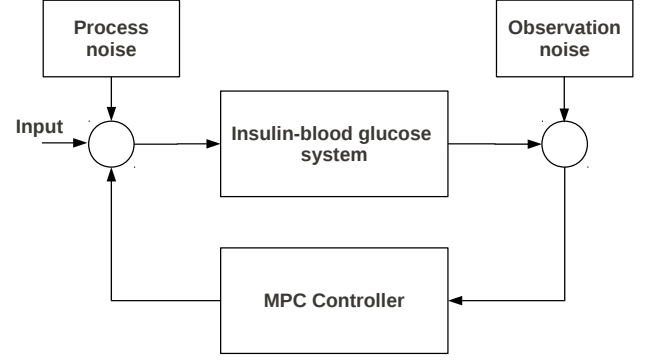 Process
noise
Observation
noise
Input
Insulin-blood glucose
system
MPC Controller